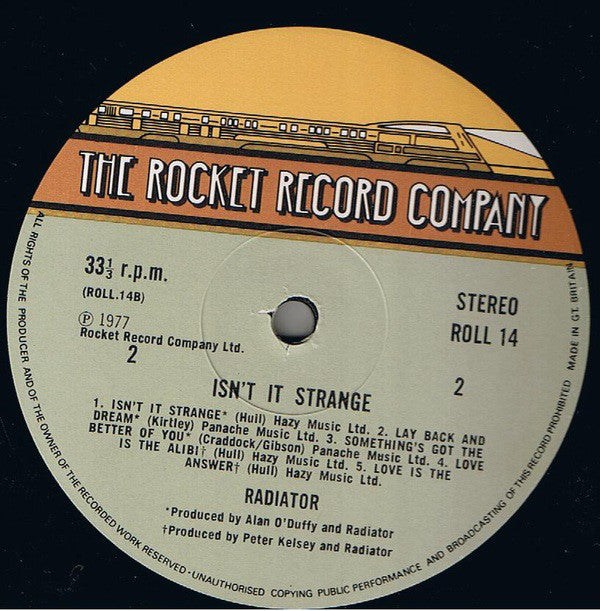 THE ROCKET RECORD COMPANY
33⅓ r.p.m.
(ROLL.14B)
℗ 1977
Rocket Record Company Ltd.
2
STEREO
ROLL 14
2
ISN'T IT STRANGE
1. ISN'T IT STRANGE* (Hull) Hazy Music Ltd. 2. LAY BACK AND
DREAM* (Kirtley) Panache Music Ltd. 3. SOMETHING'S GOT THE
BETTER OF YOU* (Craddock/Gibson) Panache Music Ltd. 4. LOVE
IS THE ALIBI† (Hull) Hazy Music Ltd. 5. LOVE IS THE
ANSWER† (Hull) Hazy Music Ltd.
RADIATOR
*Produced by Alan O'Duffy and Radiator
†Produced by Peter Kelsey and Radiator
ALL RIGHTS OF THE PRODUCER AND OF THE OWNER OF THE RECORDED WORK RESERVED · UNAUTHORISED COPYING PUBLIC PERFORMANCE AND BROADCASTING OF THIS RECORD PROHIBITED MADE IN GT. BRITAIN